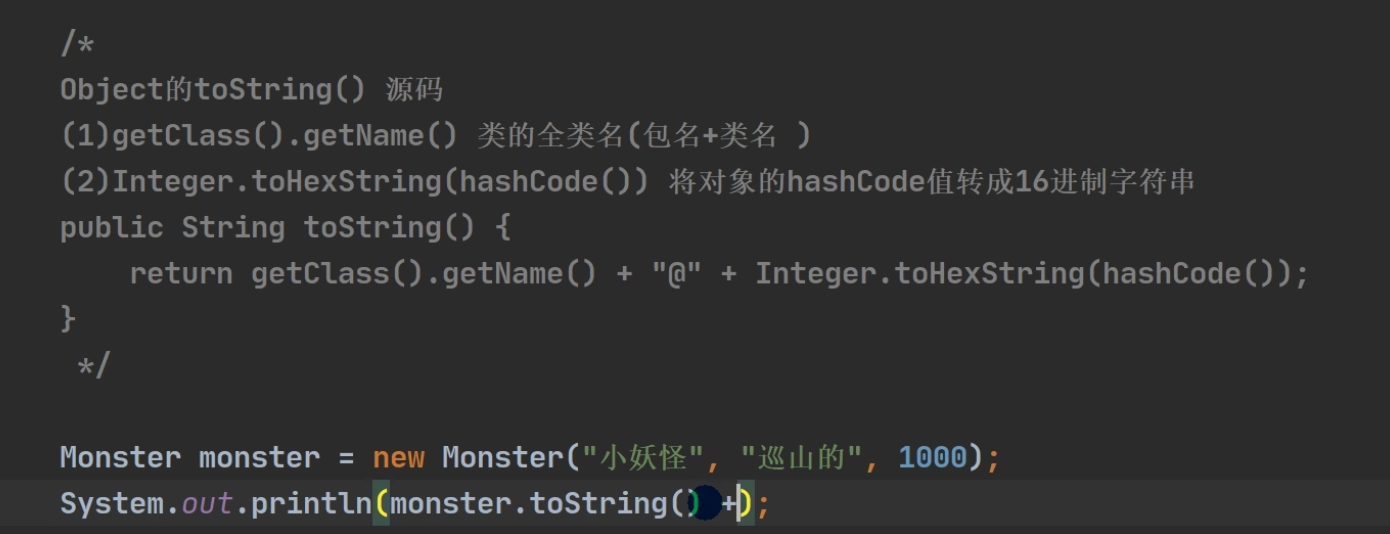 /*
Object的toString() 源码
(1)getClass().getName() 类的全类名(包名+类名 )
(2)Integer.toHexString(hashCode()) 将对象的hashCode值转成16进制字符串
public String toString() {
    return getClass().getName() + "@" + Integer.toHexString(hashCode());
}
 */
Monster monster = new Monster("小妖怪", "巡山的", 1000);
System.out.println(monster.toString() +);